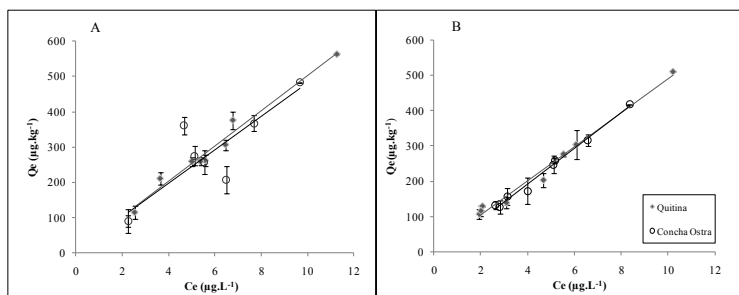 A
600
500
400
300
200
100
0
Qe (µg.kg-1)
0 2 4 6 8 10 12
Ce (µg.L-1)
B
600
500
400
300
200
100
0
Qe(µg.kg-1)
0 2 4 6 8 10 12
Ce (µg.L-1)
Quitina
Concha Ostra